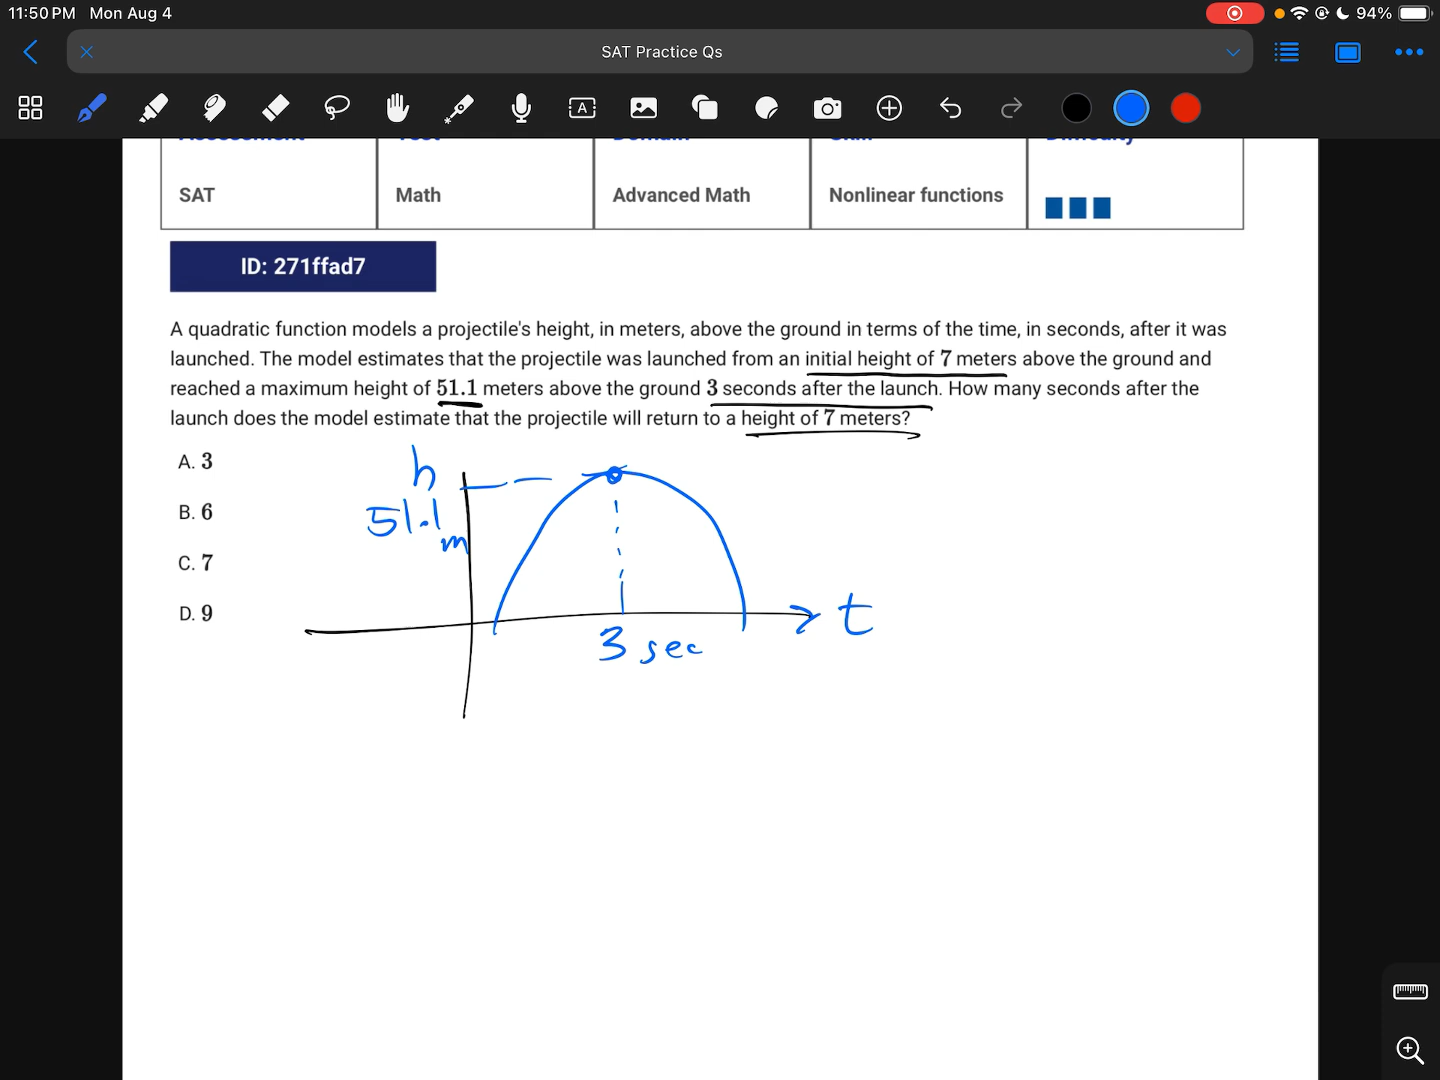 11:50 PM Mon Aug 4
94%
SAT Practice Qs
A
Assessment Test Domain Skill Difficulty
SAT Math Advanced Math Nonlinear functions
ID: 271ffad7
A quadratic function models a projectile's height, in meters, above the ground in terms of the time, in seconds, after it was
launched. The model estimates that the projectile was launched from an initial height of 7 meters above the ground and
reached a maximum height of 51.1 meters above the ground 3 seconds after the launch. How many seconds after the
launch does the model estimate that the projectile will return to a height of 7 meters?
A. 3
B. 6
C. 7
D. 9
h
51.1
m
3 sec
t